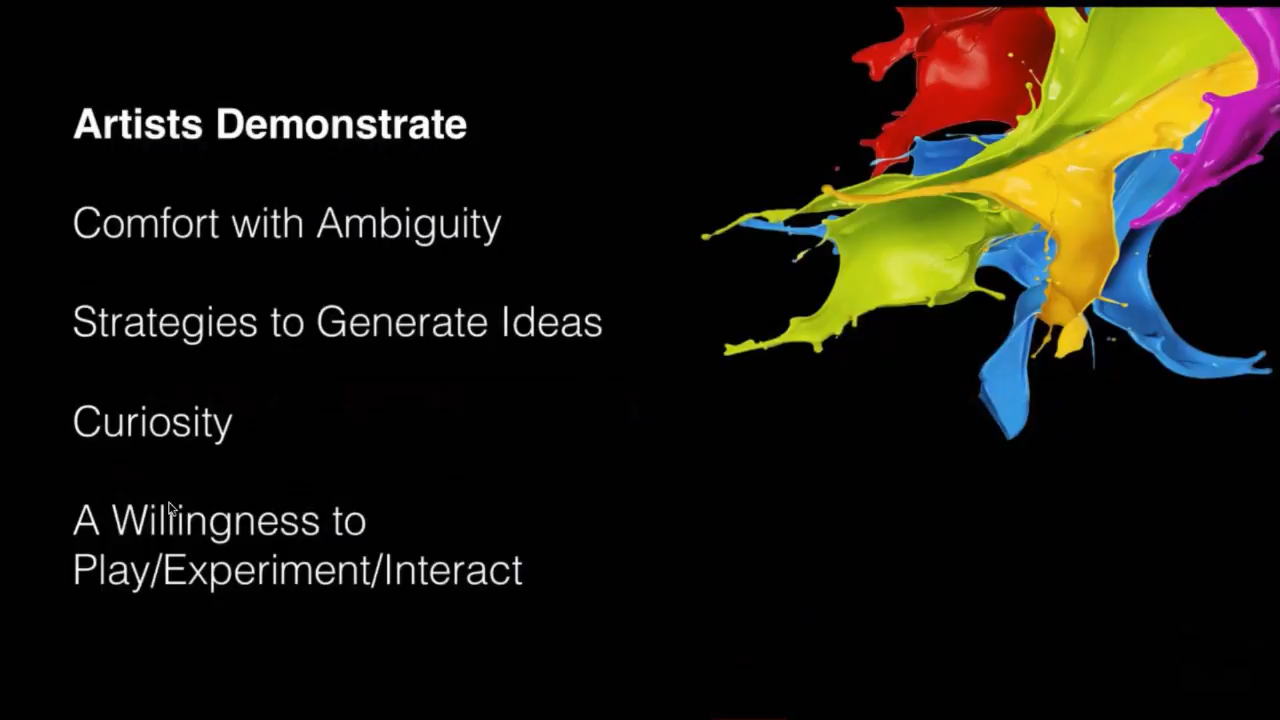 Artists Demonstrate
Comfort with Ambiguity
Strategies to Generate Ideas
Curiosity
A Willingness to
Play/Experiment/Interact